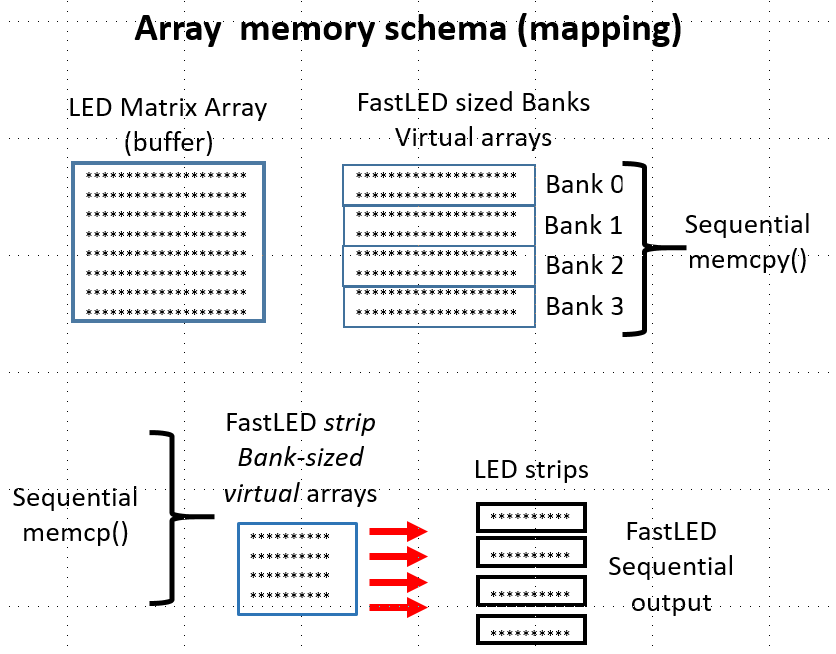 Array memory schema (mapping)
LED Matrix Array
(buffer)
********************
********************
********************
********************
********************
********************
********************
********************
FastLED sized Banks
Virtual arrays
********************
********************
Bank 0
********************
********************
Bank 1
********************
********************
Bank 2
********************
********************
Bank 3
Sequential
memcpy()
Sequential
memcp()
FastLED strip
Bank-sized
virtual arrays
**********
**********
**********
**********
LED strips
**********
**********
**********
**********
FastLED
Sequential
output